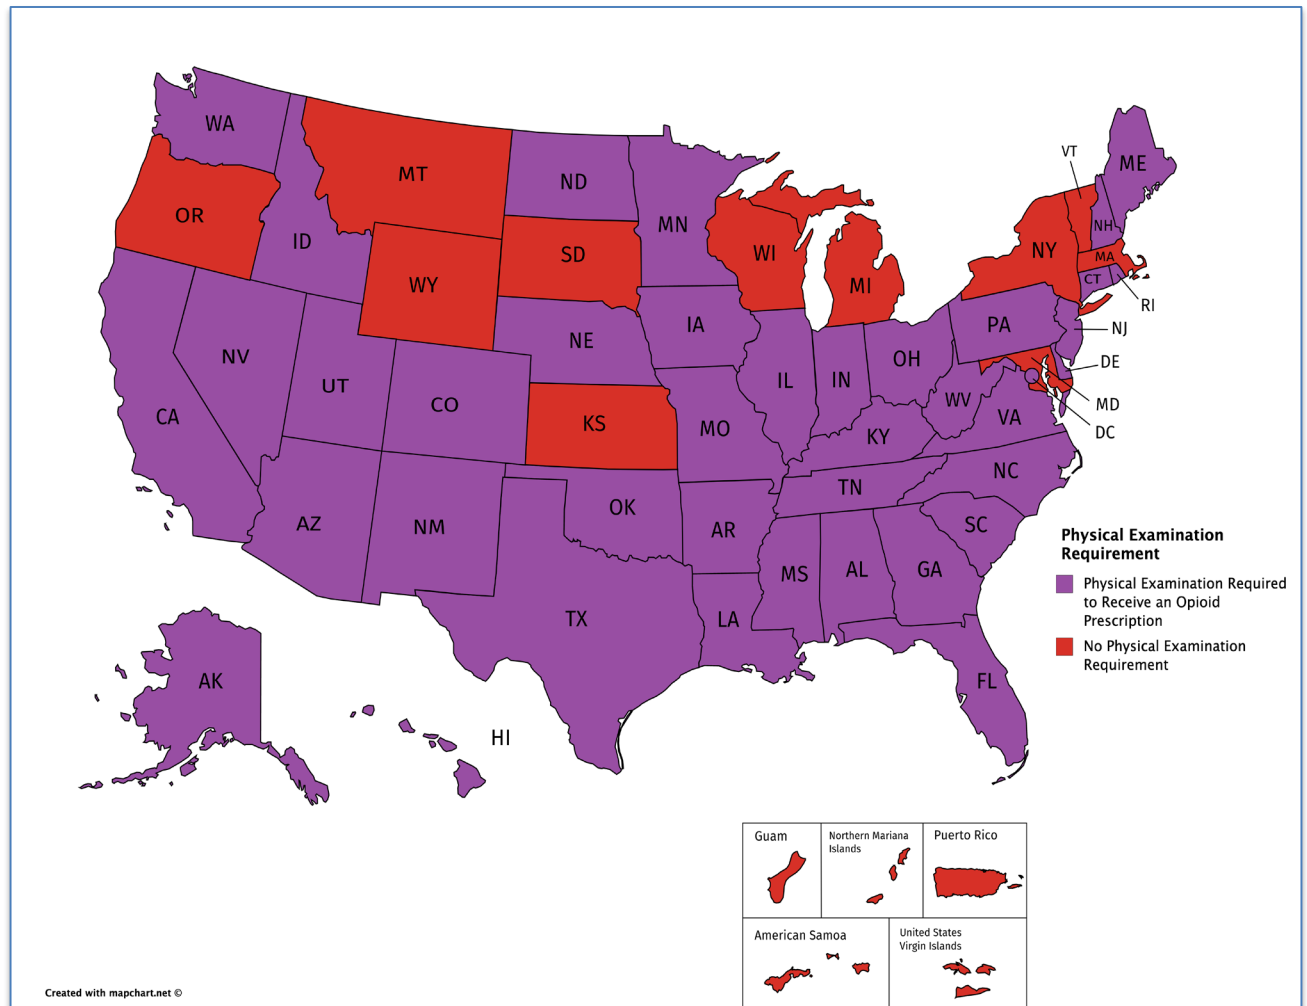 WA
VT
ME
MT
ND
OR
MN
NH
ID
SD
WI
NY
MA
WY
MI
CT
RI
IA
PA
NJ
NE
NV
OH
DE
UT
IL
IN
CO
WV
MD
CA
KS
VA
MO
DC
KY
NC
TN
OK
AZ
NM
AR
SC
Physical Examination
Requirement
MS
AL
GA
Physical Examination Required
to Receive an Opioid
Prescription
TX
LA
No Physical Examination
Requirement
AK
FL
HI
Guam
Northern Mariana
Islands
Puerto Rico
American Samoa
United States
Virgin Islands
Created with mapchart.net ©